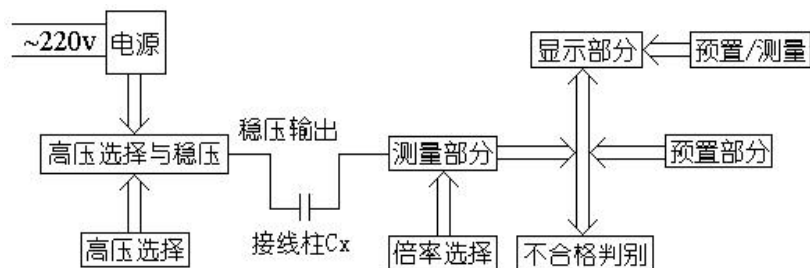 ~220v
电源
显示部分
预置/测量
稳压输出
高压选择与稳压
测量部分
预置部分
高压选择
接线柱Cx
倍率选择
不合格判别